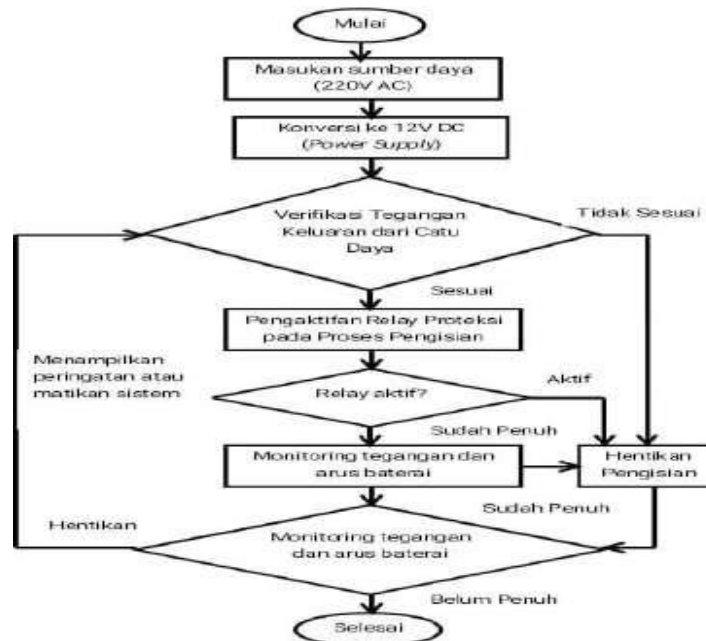 Mulai
Masukan sumber daya
(220V AC)
Konversi ke 12V DC
(Power Supply)
Verifikasi Tegangan
Keluaran dari Catu
Daya
Tidak Sesuai
Sesuai
Pengaktifan Relay Proteksi
pada Proses Pengisian
Menampilkan
peringatan atau
matikan sistem
Relay aktif?
Aktif
Sudah Penuh
Monitoring tegangan dan
arus baterai
Hentikan
Pengisian
Sudah Penuh
Hentikan
Monitoring tegangan
dan arus baterai
Belum Penuh
Selesai